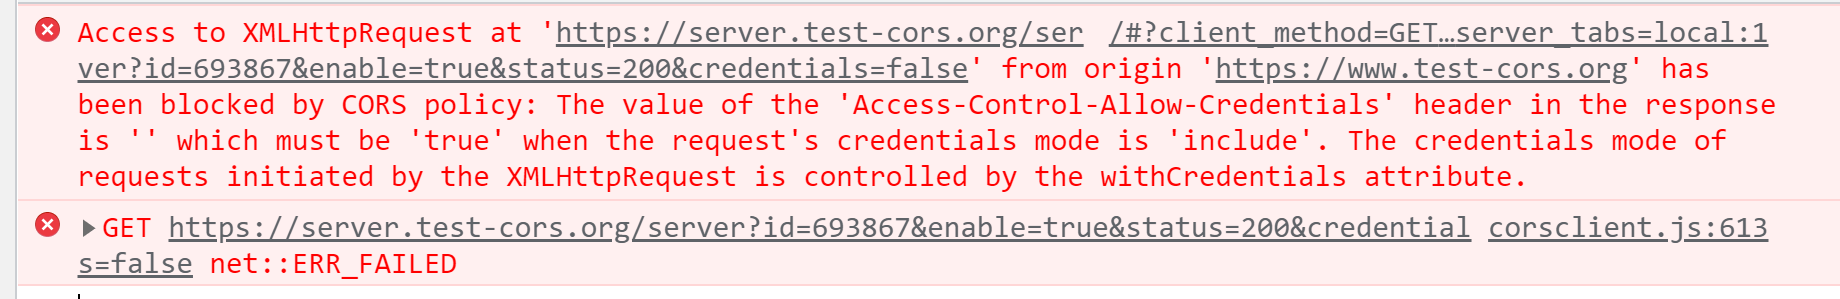 Access to XMLHttpRequest at 'https://server.test-cors.org/ser /#?client_method=GET…server_tabs=local:1
ver?id=693867&enable=true&status=200&credentials=false' from origin 'https://www.test-cors.org' has
been blocked by CORS policy: The value of the 'Access-Control-Allow-Credentials' header in the response
is '' which must be 'true' when the request's credentials mode is 'include'. The credentials mode of
requests initiated by the XMLHttpRequest is controlled by the withCredentials attribute.
GET https://server.test-cors.org/server?id=693867&enable=true&status=200&credential corsclient.js:613
s=false net::ERR_FAILED